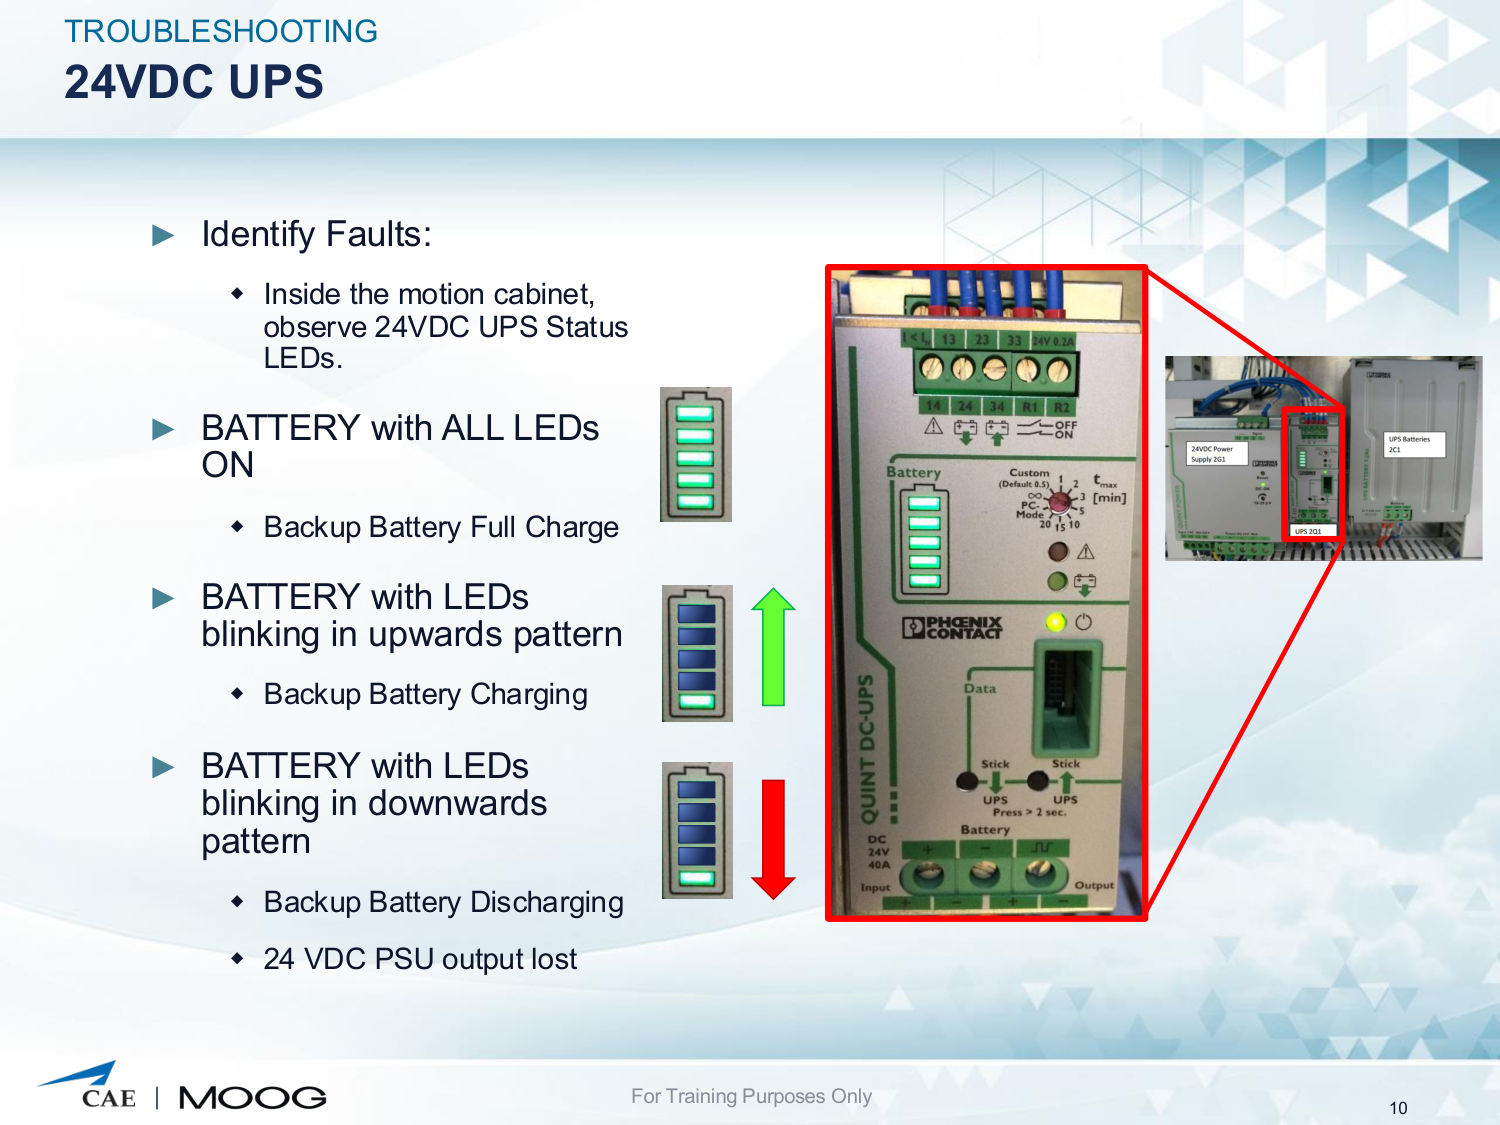 TROUBLESHOOTING
24VDC UPS
► Identify Faults:
◆ Inside the motion cabinet,
observe 24VDC UPS Status
LEDs.
► BATTERY with ALL LEDs
ON
◆ Backup Battery Full Charge
► BATTERY with LEDs
blinking in upwards pattern
◆ Backup Battery Charging
► BATTERY with LEDs
blinking in downwards
pattern
◆ Backup Battery Discharging
◆ 24 VDC PSU output lost
13 23 33 24V 0.2A
14 24 34 R1 R2
OFF
ON
Battery
Custom
(Default 0.5)
1 2 3 5 10 15 20
∞
PC-
Mode
tmax
[min]
PHŒNIX
CONTACT
QUINT DC-UPS
Data
Stick Stick
UPS UPS
Press > 2 sec.
Battery
DC
24V
40A
+ −
Input Output
+ − + −
24VDC Power
Supply 2G1
UPS 2Q1
UPS Batteries
2C1
CAE | MOOG
For Training Purposes Only
10